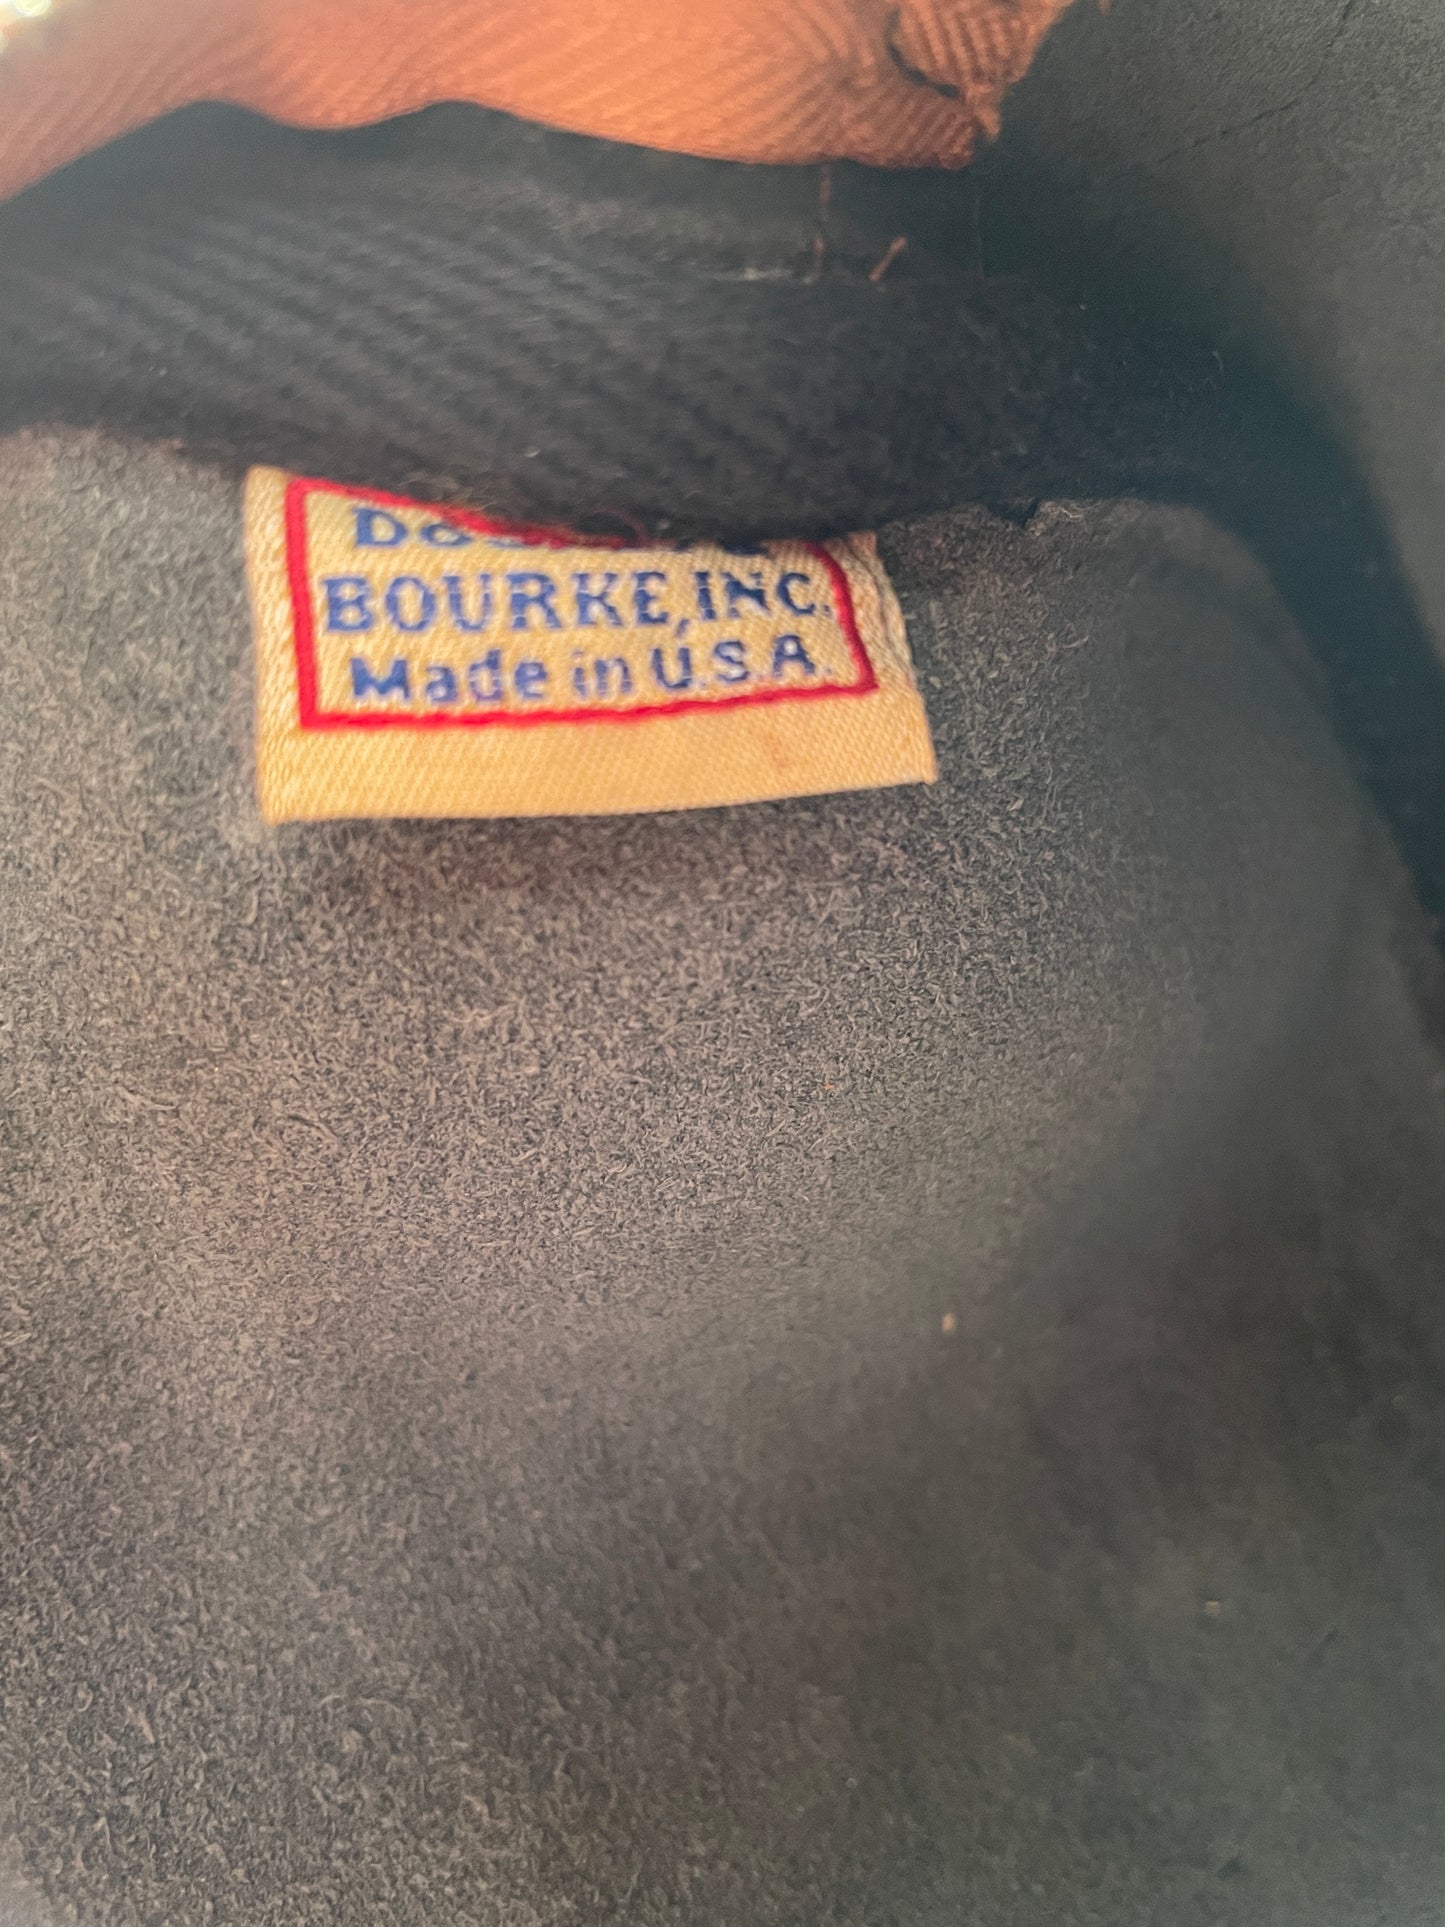 BOURKE, INC.
Made in U.S.A.